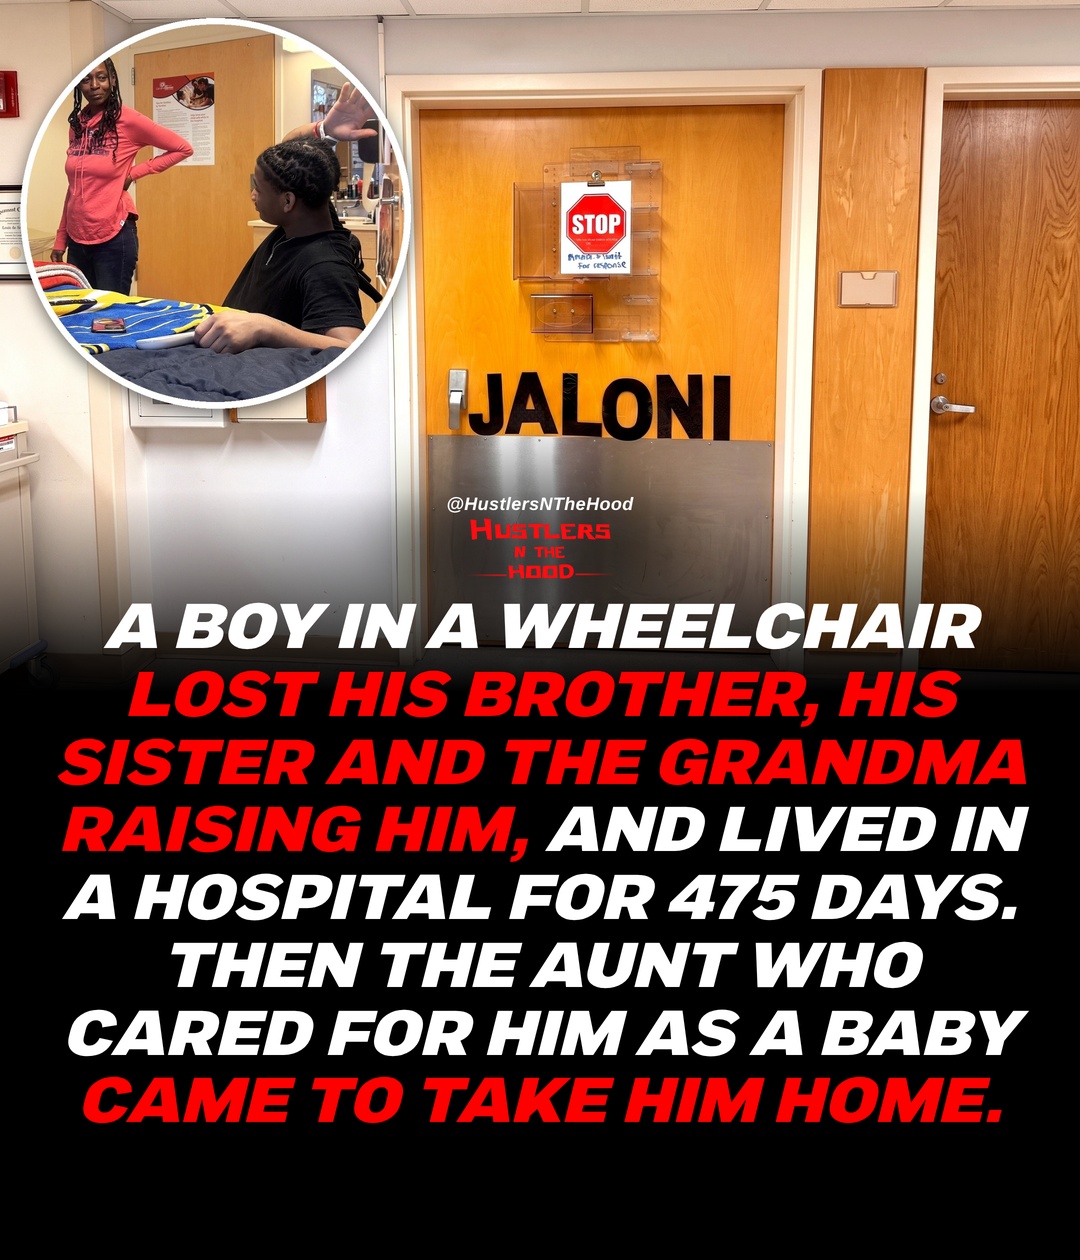 STOP
for response
JALONI
@HustlersNTheHood
HUSTLERS
N THE
HOOD
A BOY IN A WHEELCHAIR
LOST HIS BROTHER, HIS
SISTER AND THE GRANDMA
RAISING HIM, AND LIVED IN
A HOSPITAL FOR 475 DAYS.
THEN THE AUNT WHO
CARED FOR HIM AS A BABY
CAME TO TAKE HIM HOME.